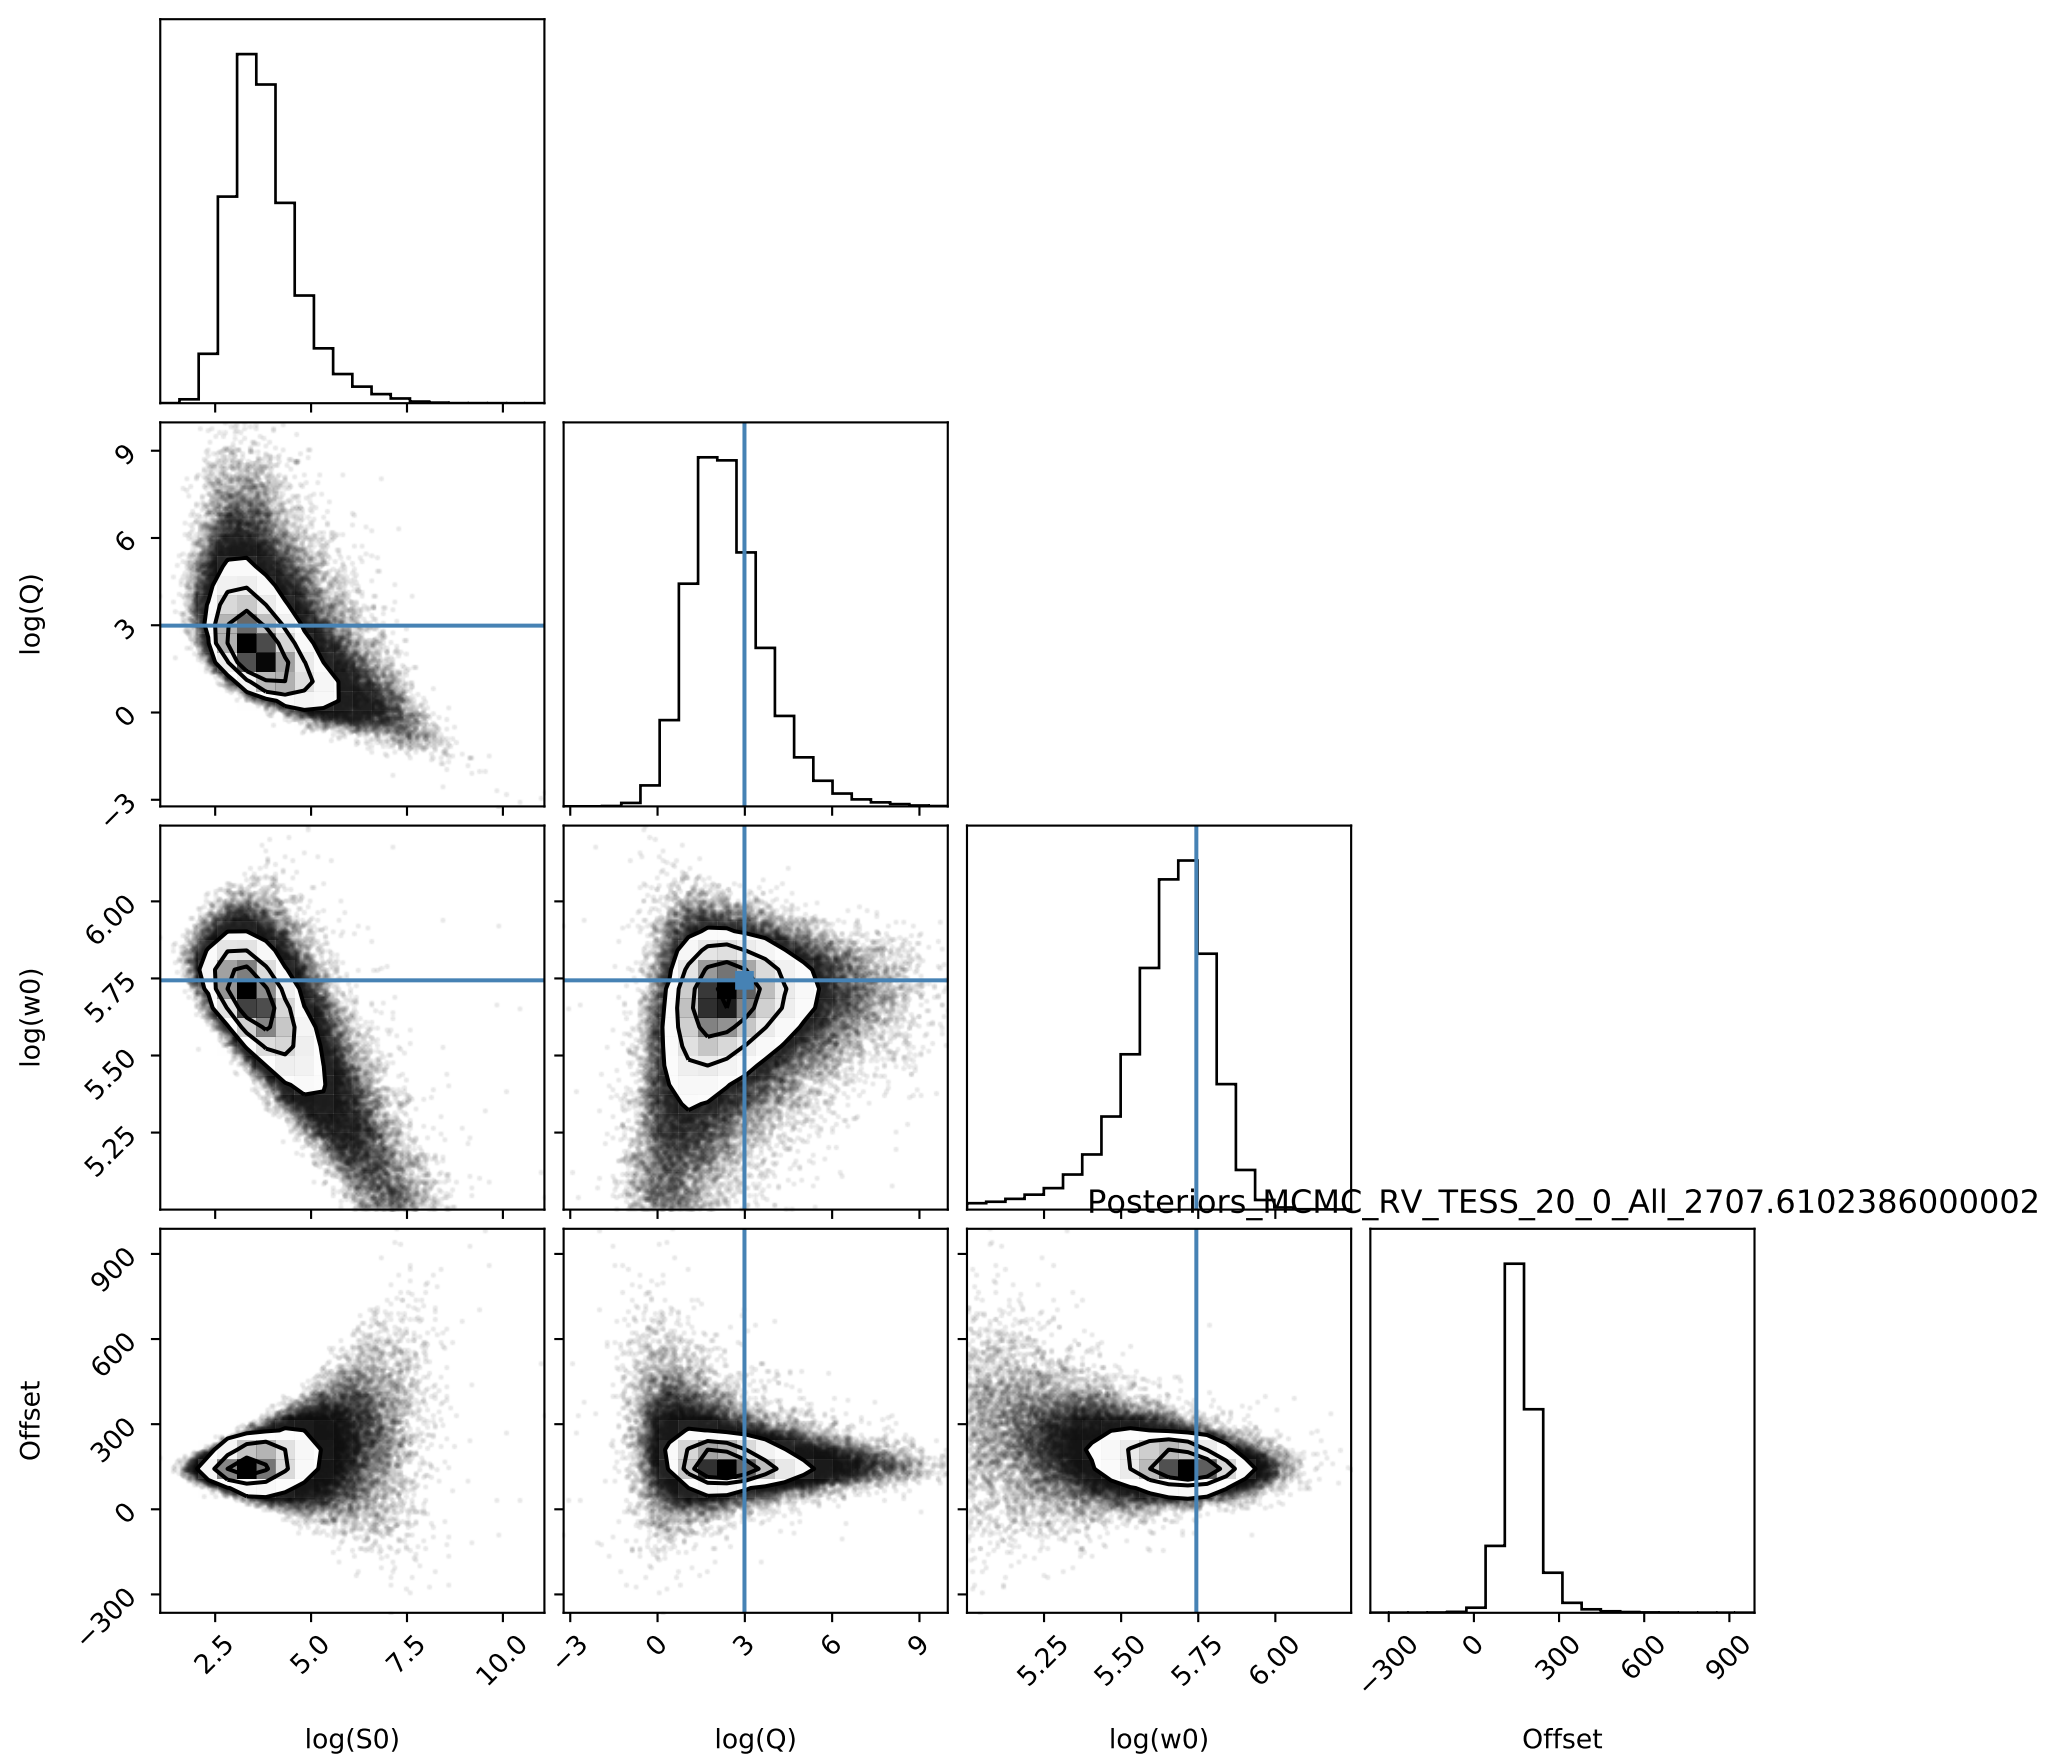 9
6
3
0
−3
log(Q)
6.00
5.75
5.50
5.25
log(w0)
Posteriors_MCMC_RV_TESS_20_0_All_2707.6102386000002
900
600
300
0
−300
Offset
2.5 5.0 7.5 10.0 −3 0 3 6 9 5.25 5.50 5.75 6.00 −300 0 300 600 900
log(S0) log(Q) log(w0) Offset